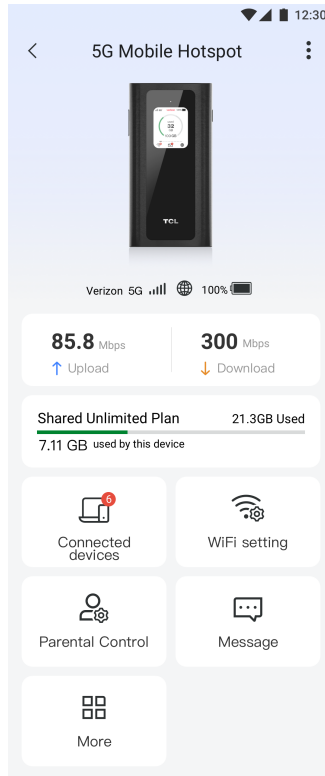 12:30
5G Mobile Hotspot
32
TCL
Verizon 5G 100%
85.8 Mbps 300 Mbps
Upload Download
Shared Unlimited Plan 21.3GB Used
7.11 GB used by this device
6
Connected
devices
WiFi setting
Parental Control Message
More